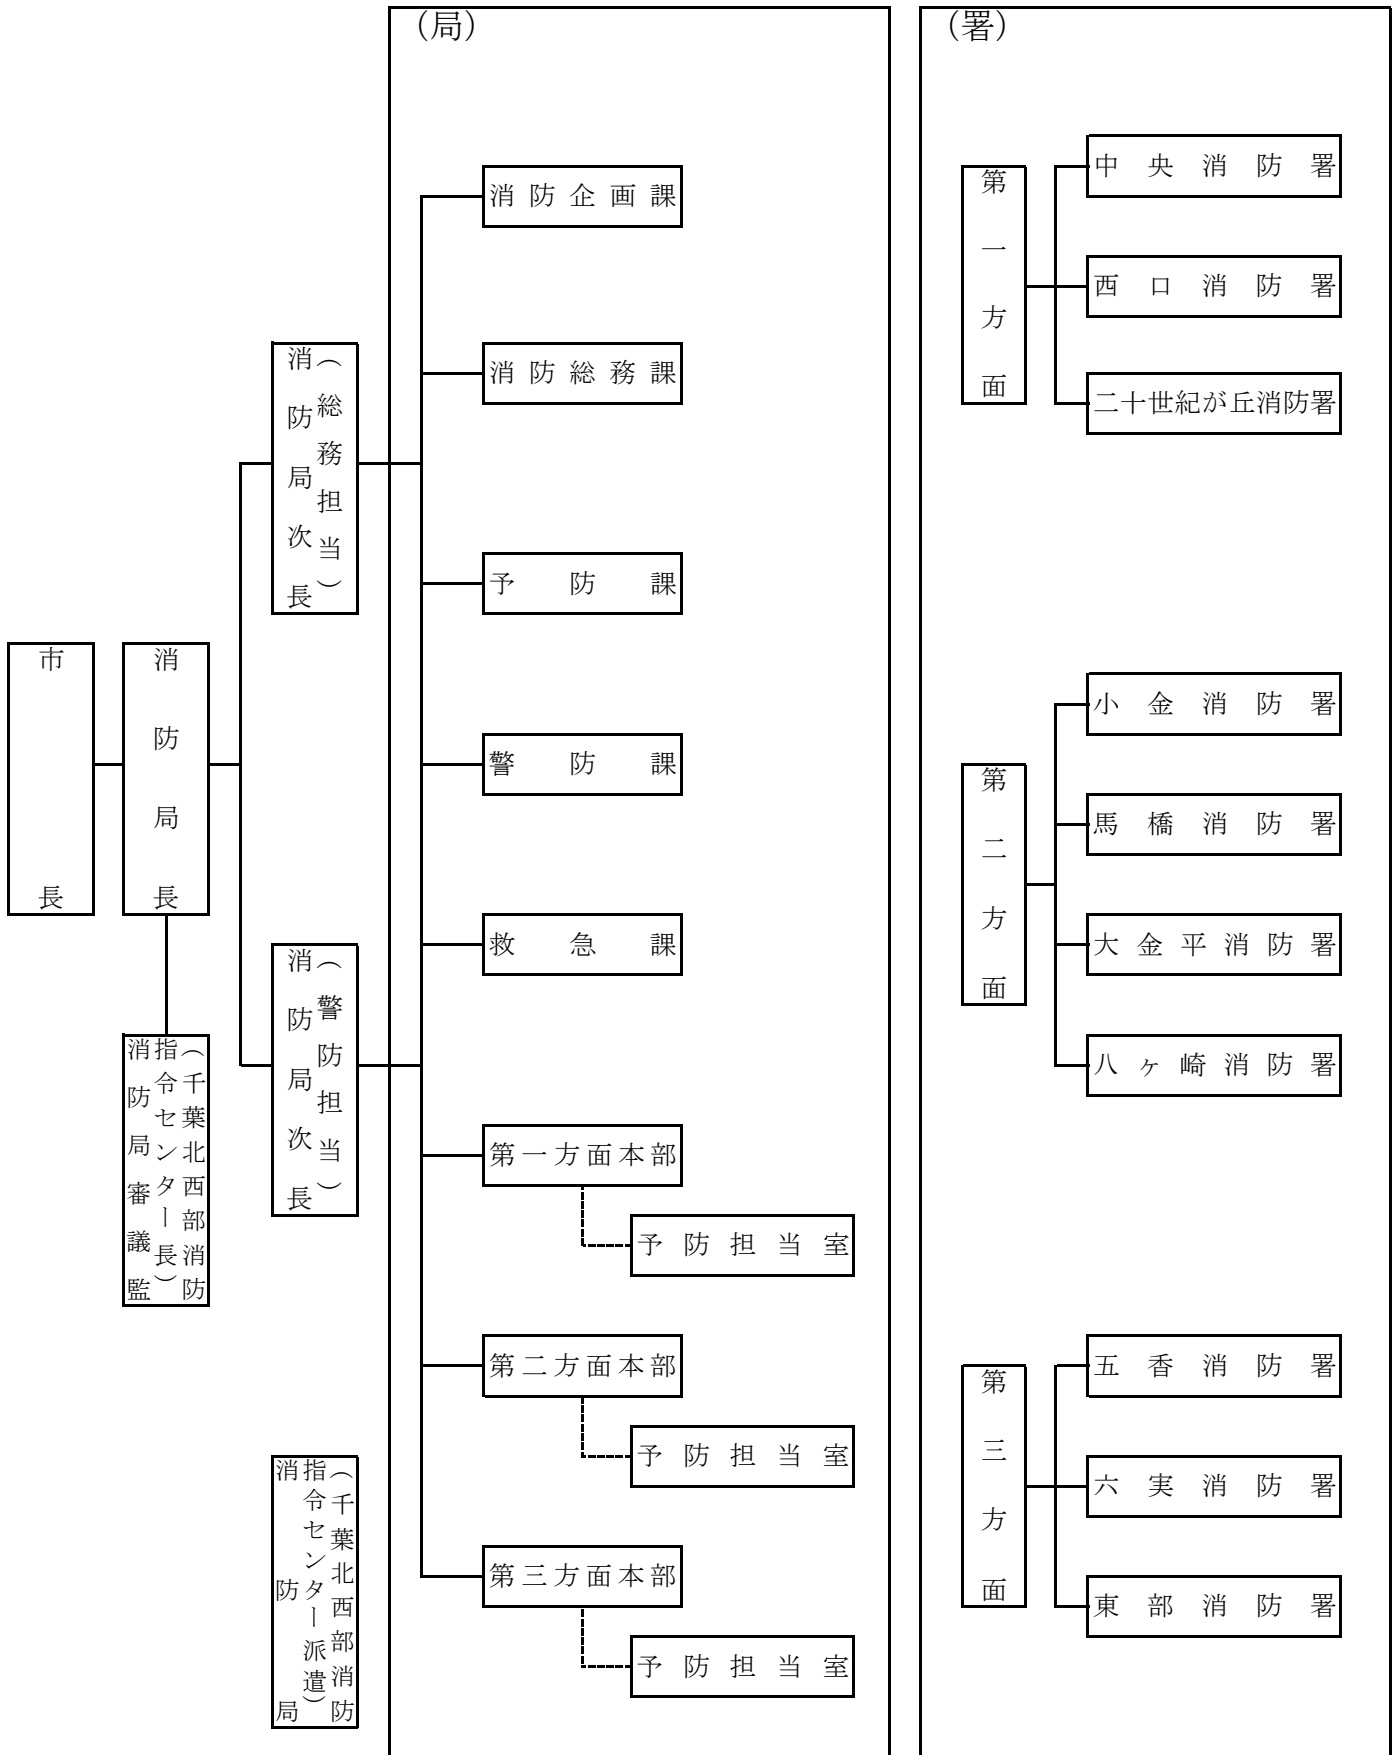 市長
消防局長
消防局審議監
（千葉北西部消防
指令センター長）
消防局次長
（総務担当）
消防局次長
（警防担当）
消防局
（千葉北西部消防
指令センター派遣）
（局）
消防企画課
消防総務課
予防課
警防課
救急課
第一方面本部
予防担当室
第二方面本部
予防担当室
第三方面本部
予防担当室
（署）
第一方面
中央消防署
西口消防署
二十世紀が丘消防署
第二方面
小金消防署
馬橋消防署
大金平消防署
八ヶ崎消防署
第三方面
五香消防署
六実消防署
東部消防署